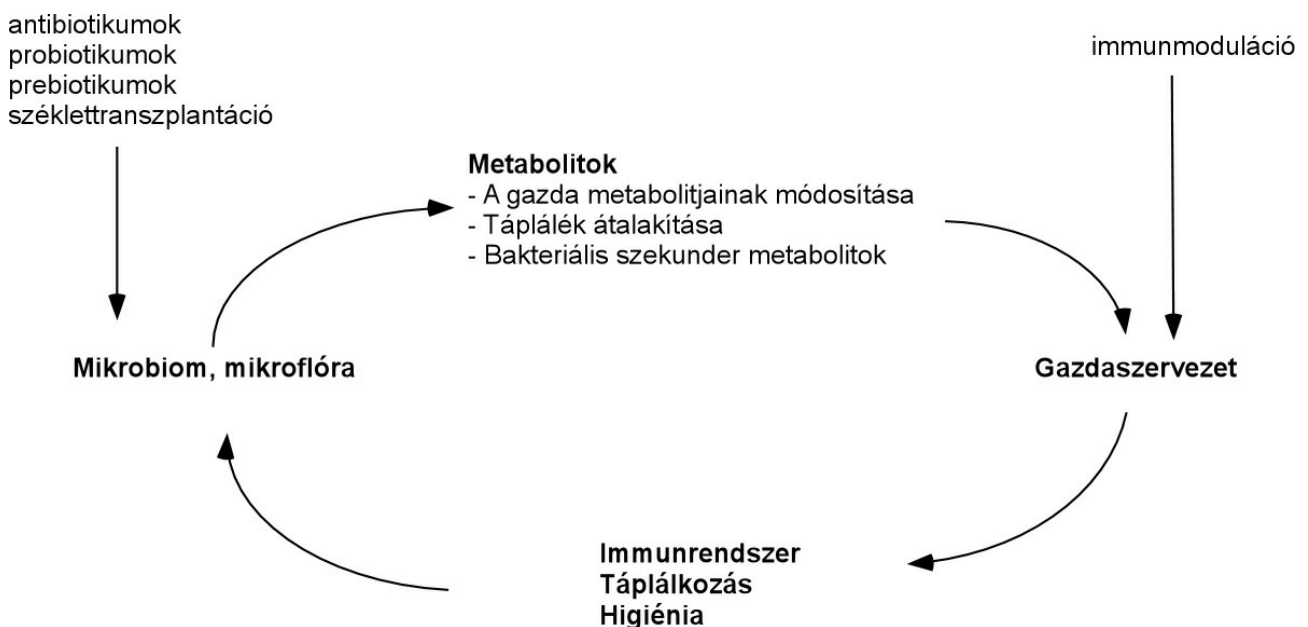 antibiotikumok
probiotikumok
prebiotikumok
széklettranszplantáció
immunmoduláció
Metabolitok
- A gazda metabolitjainak módosítása
- Táplálék átalakítása
- Bakteriális szekunder metabolitok
Mikrobiom, mikroflóra
Gazdaszervezet
Immunrendszer
Táplálkozás
Higiénia